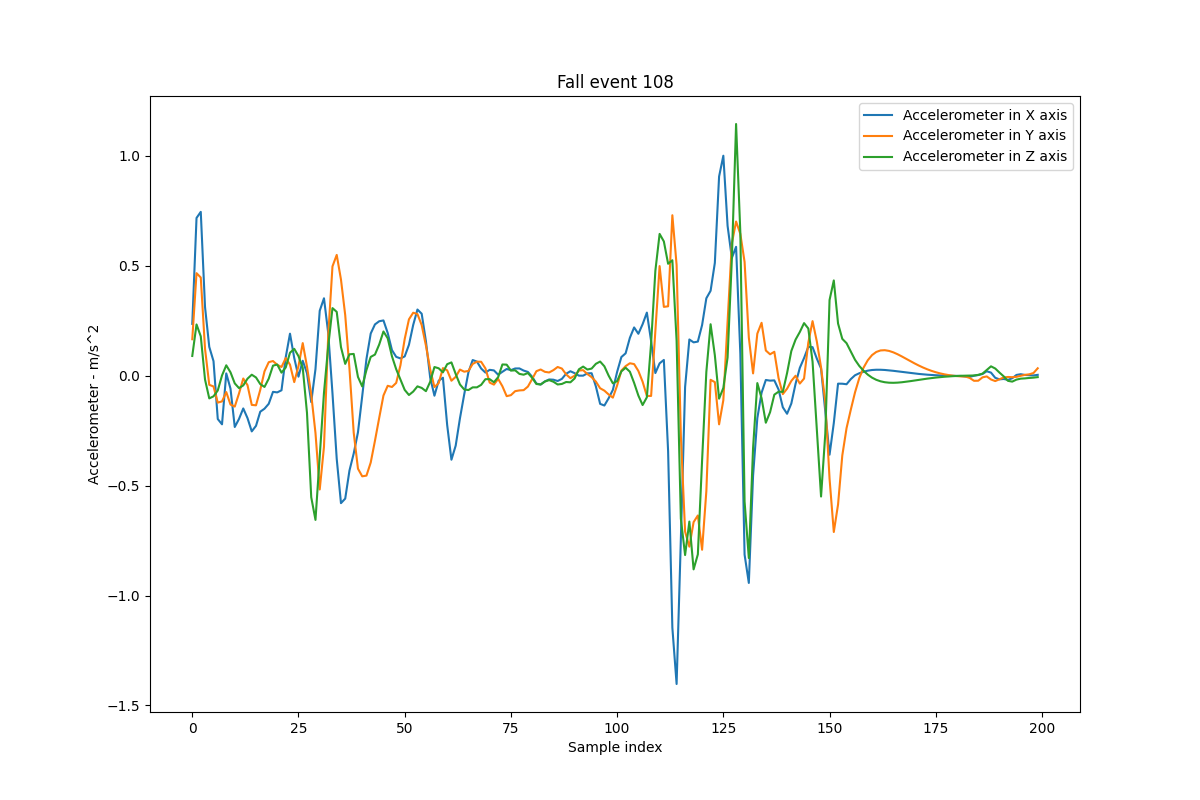 Fall event 108
Accelerometer in X axis
Accelerometer in Y axis
Accelerometer in Z axis
Accelerometer - m/s^2
1.0
0.5
0.0
−0.5
−1.0
−1.5
0 25 50 75 100 125 150 175 200
Sample index